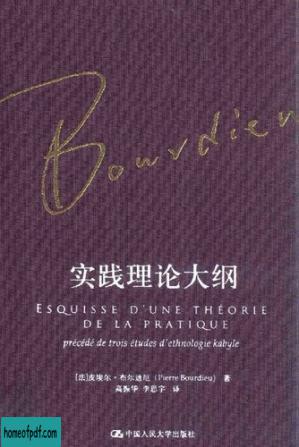 Bourdieu
实践理论大纲
ESQUISSE D'UNE THÉORIE
DE LA PRATIQUE
précédé de trois études d'ethnologie kabyle
[法]皮埃尔·布尔迪厄 (Pierre Bourdieu) 著
高振华 李思宇 译
中国人民大学出版社
homeofpdf.com